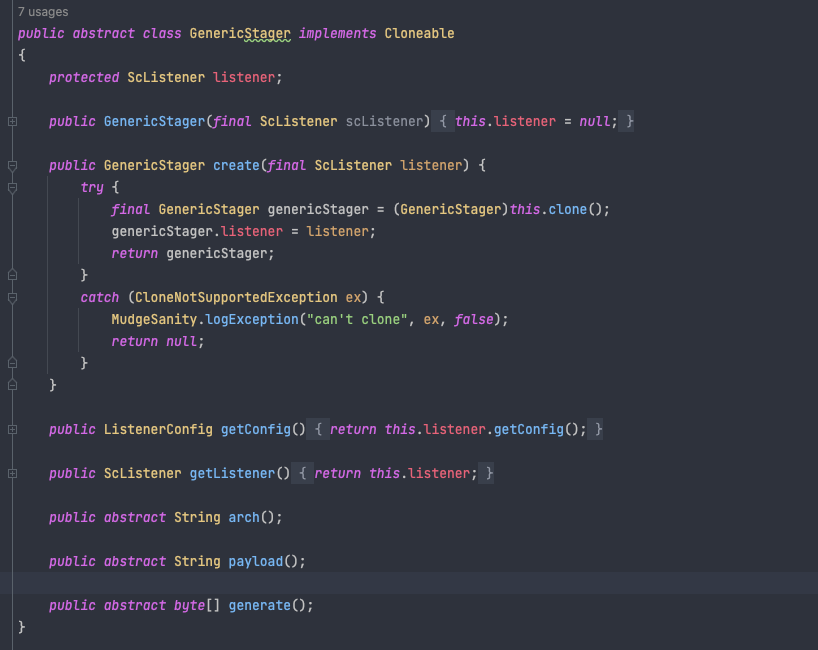 7 usages
public abstract class GenericStager implements Cloneable
{
    protected ScListener listener;
    public GenericStager(final ScListener scListener) { this.listener = null; }
    public GenericStager create(final ScListener listener) {
        try {
            final GenericStager genericStager = (GenericStager)this.clone();
            genericStager.listener = listener;
            return genericStager;
        }
        catch (CloneNotSupportedException ex) {
            MudgeSanity.logException("can't clone", ex, false);
            return null;
        }
    }
    public ListenerConfig getConfig() { return this.listener.getConfig(); }
    public ScListener getListener() { return this.listener; }
    public abstract String arch();
    public abstract String payload();
    public abstract byte[] generate();
}